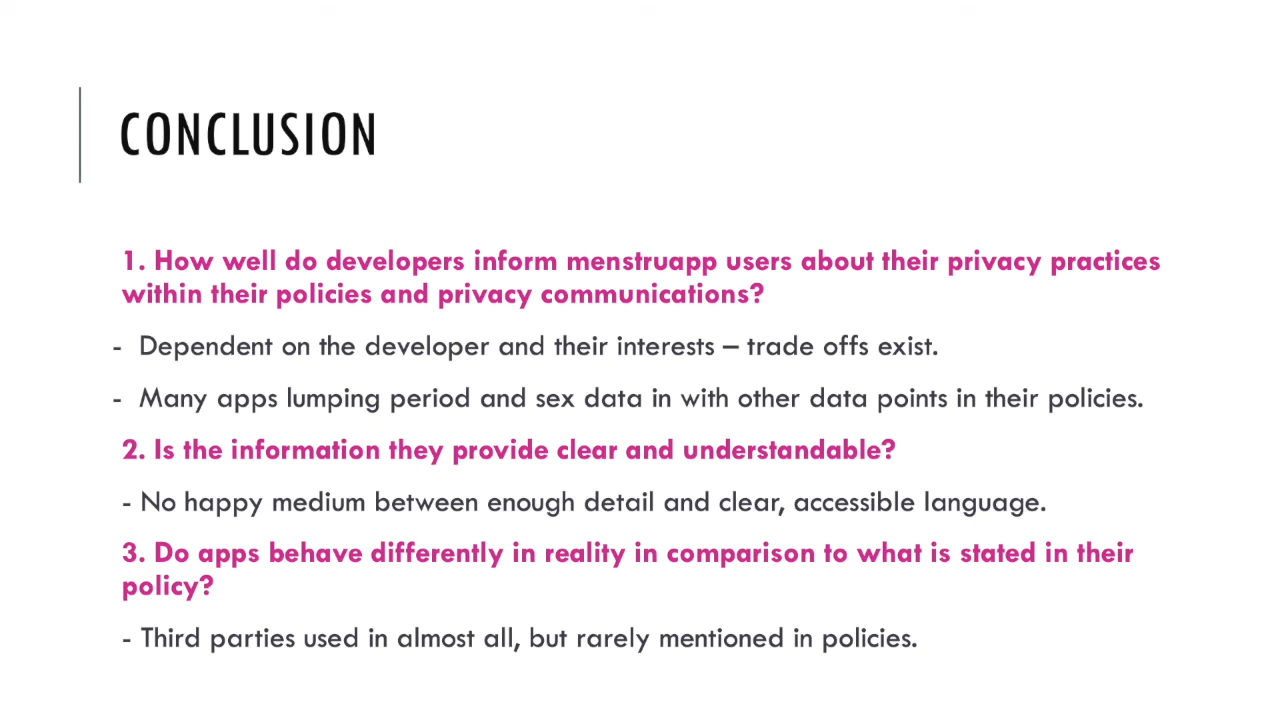 CONCLUSION
1. How well do developers inform menstruapp users about their privacy practices
within their policies and privacy communications?
- Dependent on the developer and their interests – trade offs exist.
- Many apps lumping period and sex data in with other data points in their policies.
2. Is the information they provide clear and understandable?
- No happy medium between enough detail and clear, accessible language.
3. Do apps behave differently in reality in comparison to what is stated in their
policy?
- Third parties used in almost all, but rarely mentioned in policies.